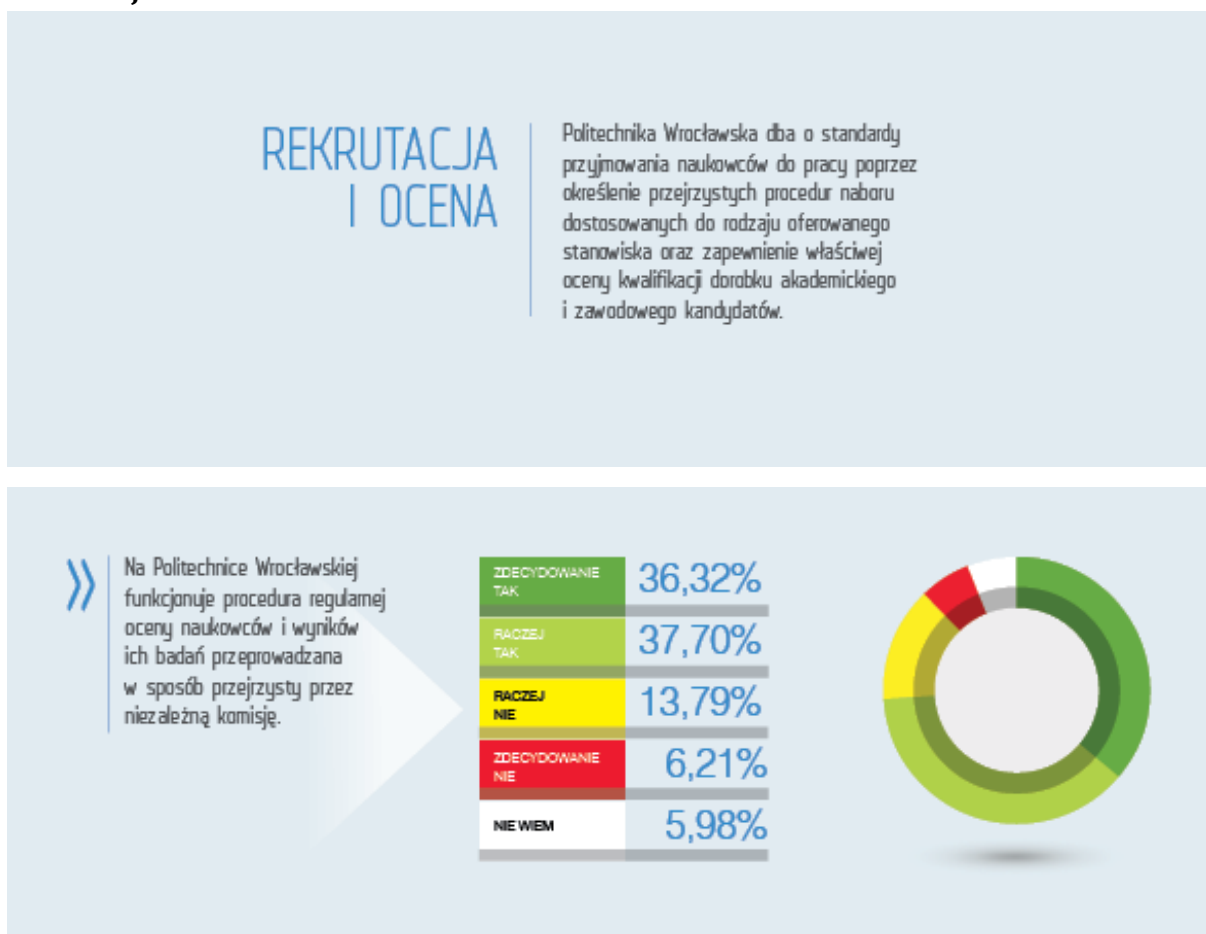 REKRUTACJA
I OCENA
Politechnika Wrocławska dba o standardy
przyjmowania naukowców do pracy poprzez
określenie przejrzystych procedur naboru
dostosowanych do rodzaju oferowanego
stanowiska oraz zapewnienie właściwej
oceny kwalifikacji dorobku akademickiego
i zawodowego kandydatów.
Na Politechnice Wrocławskiej
funkcjonuje procedura regularnej
oceny naukowców i wyników
ich badań przeprowadzana
w sposób przejrzysty przez
niezależną komisję.
ZDECYDOWANIE
TAK
36,32%
RACZEJ
TAK
37,70%
RACZEJ
NIE
13,79%
ZDECYDOWANIE
NIE
6,21%
NIE WIEM
5,98%